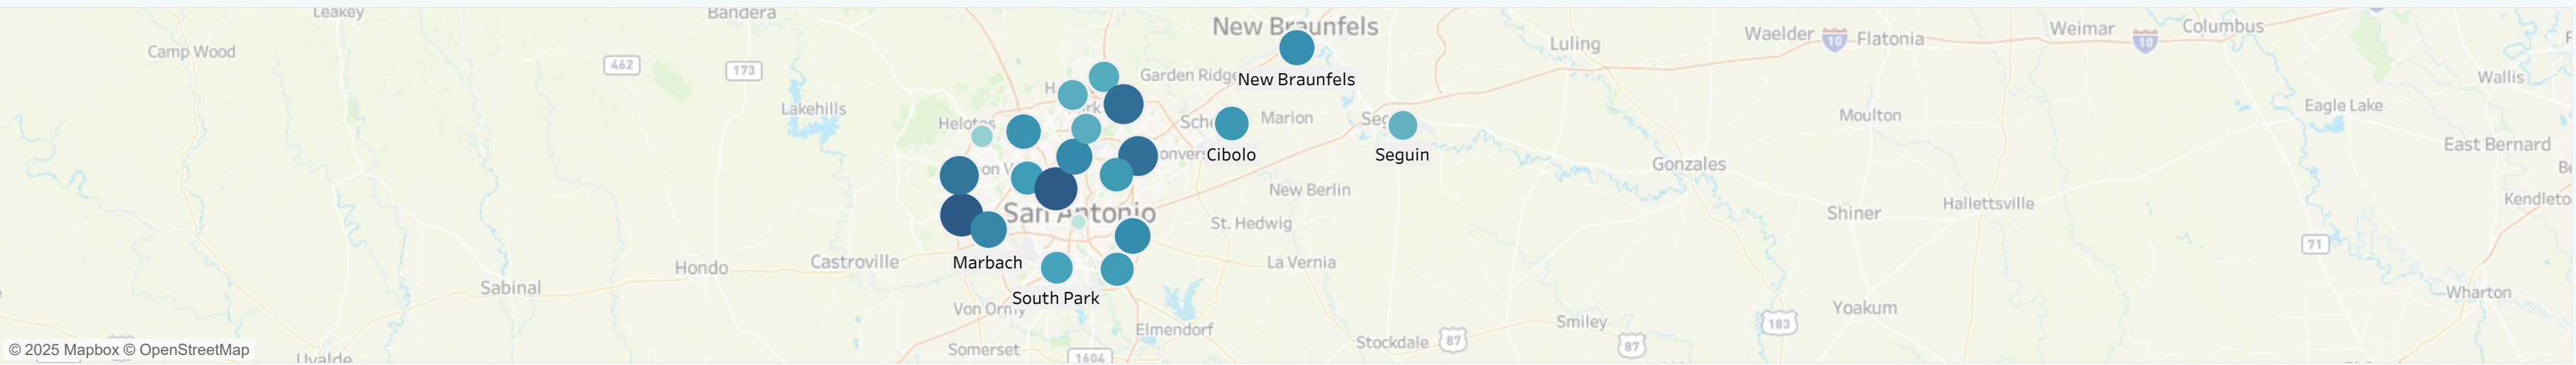 Leakey
Bandera
New Braunfels
Camp Wood
462
173
Luling
Waelder
10
Flatonia
Weimar
10
Columbus
Garden Ridge
New Braunfels
Wallis
Lakehills
Helotes
Marion
Moulton
Eagle Lake
Cibolo
Seguin
Gonzales
East Bernard
New Berlin
San Antonio
St. Hedwig
Shiner
Hallettsville
71
Hondo
Castroville
Marbach
La Vernia
Sabinal
South Park
Von Ormy
Elmendorf
Smiley
183
Yoakum
Wharton
Stockdale
87
87
© 2025 Mapbox © OpenStreetMap
Uvalde
Somerset
1604